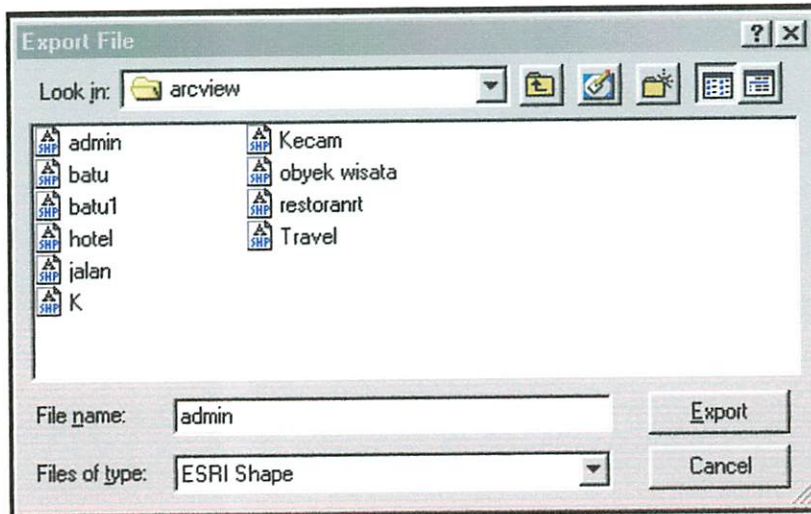 Export File
Look in: arcview
admin
batu
batu1
hotel
jalan
K
Kecam
obyek wisata
restoranrt
Travel
File name: admin
Export
Files of type: ESRI Shape
Cancel